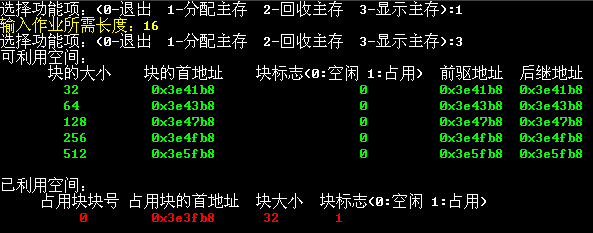 选择功能项：(0-退出 1-分配主存 2-回收主存 3-显示主存):1
输入作业所需长度：16
选择功能项：(0-退出 1-分配主存 2-回收主存 3-显示主存):3
可利用空间：
块的大小 块的首地址 块标志(0:空闲 1:占用) 前驱地址 后继地址
32 0x3e41b8 0 0x3e41b8 0x3e41b8
64 0x3e43b8 0 0x3e43b8 0x3e43b8
128 0x3e47b8 0 0x3e47b8 0x3e47b8
256 0x3e4fb8 0 0x3e4fb8 0x3e4fb8
512 0x3e5fb8 0 0x3e5fb8 0x3e5fb8
已利用空间：
占用块块号 占用块的首地址 块大小 块标志(0:空闲 1:占用)
0 0x3e3fb8 32 1